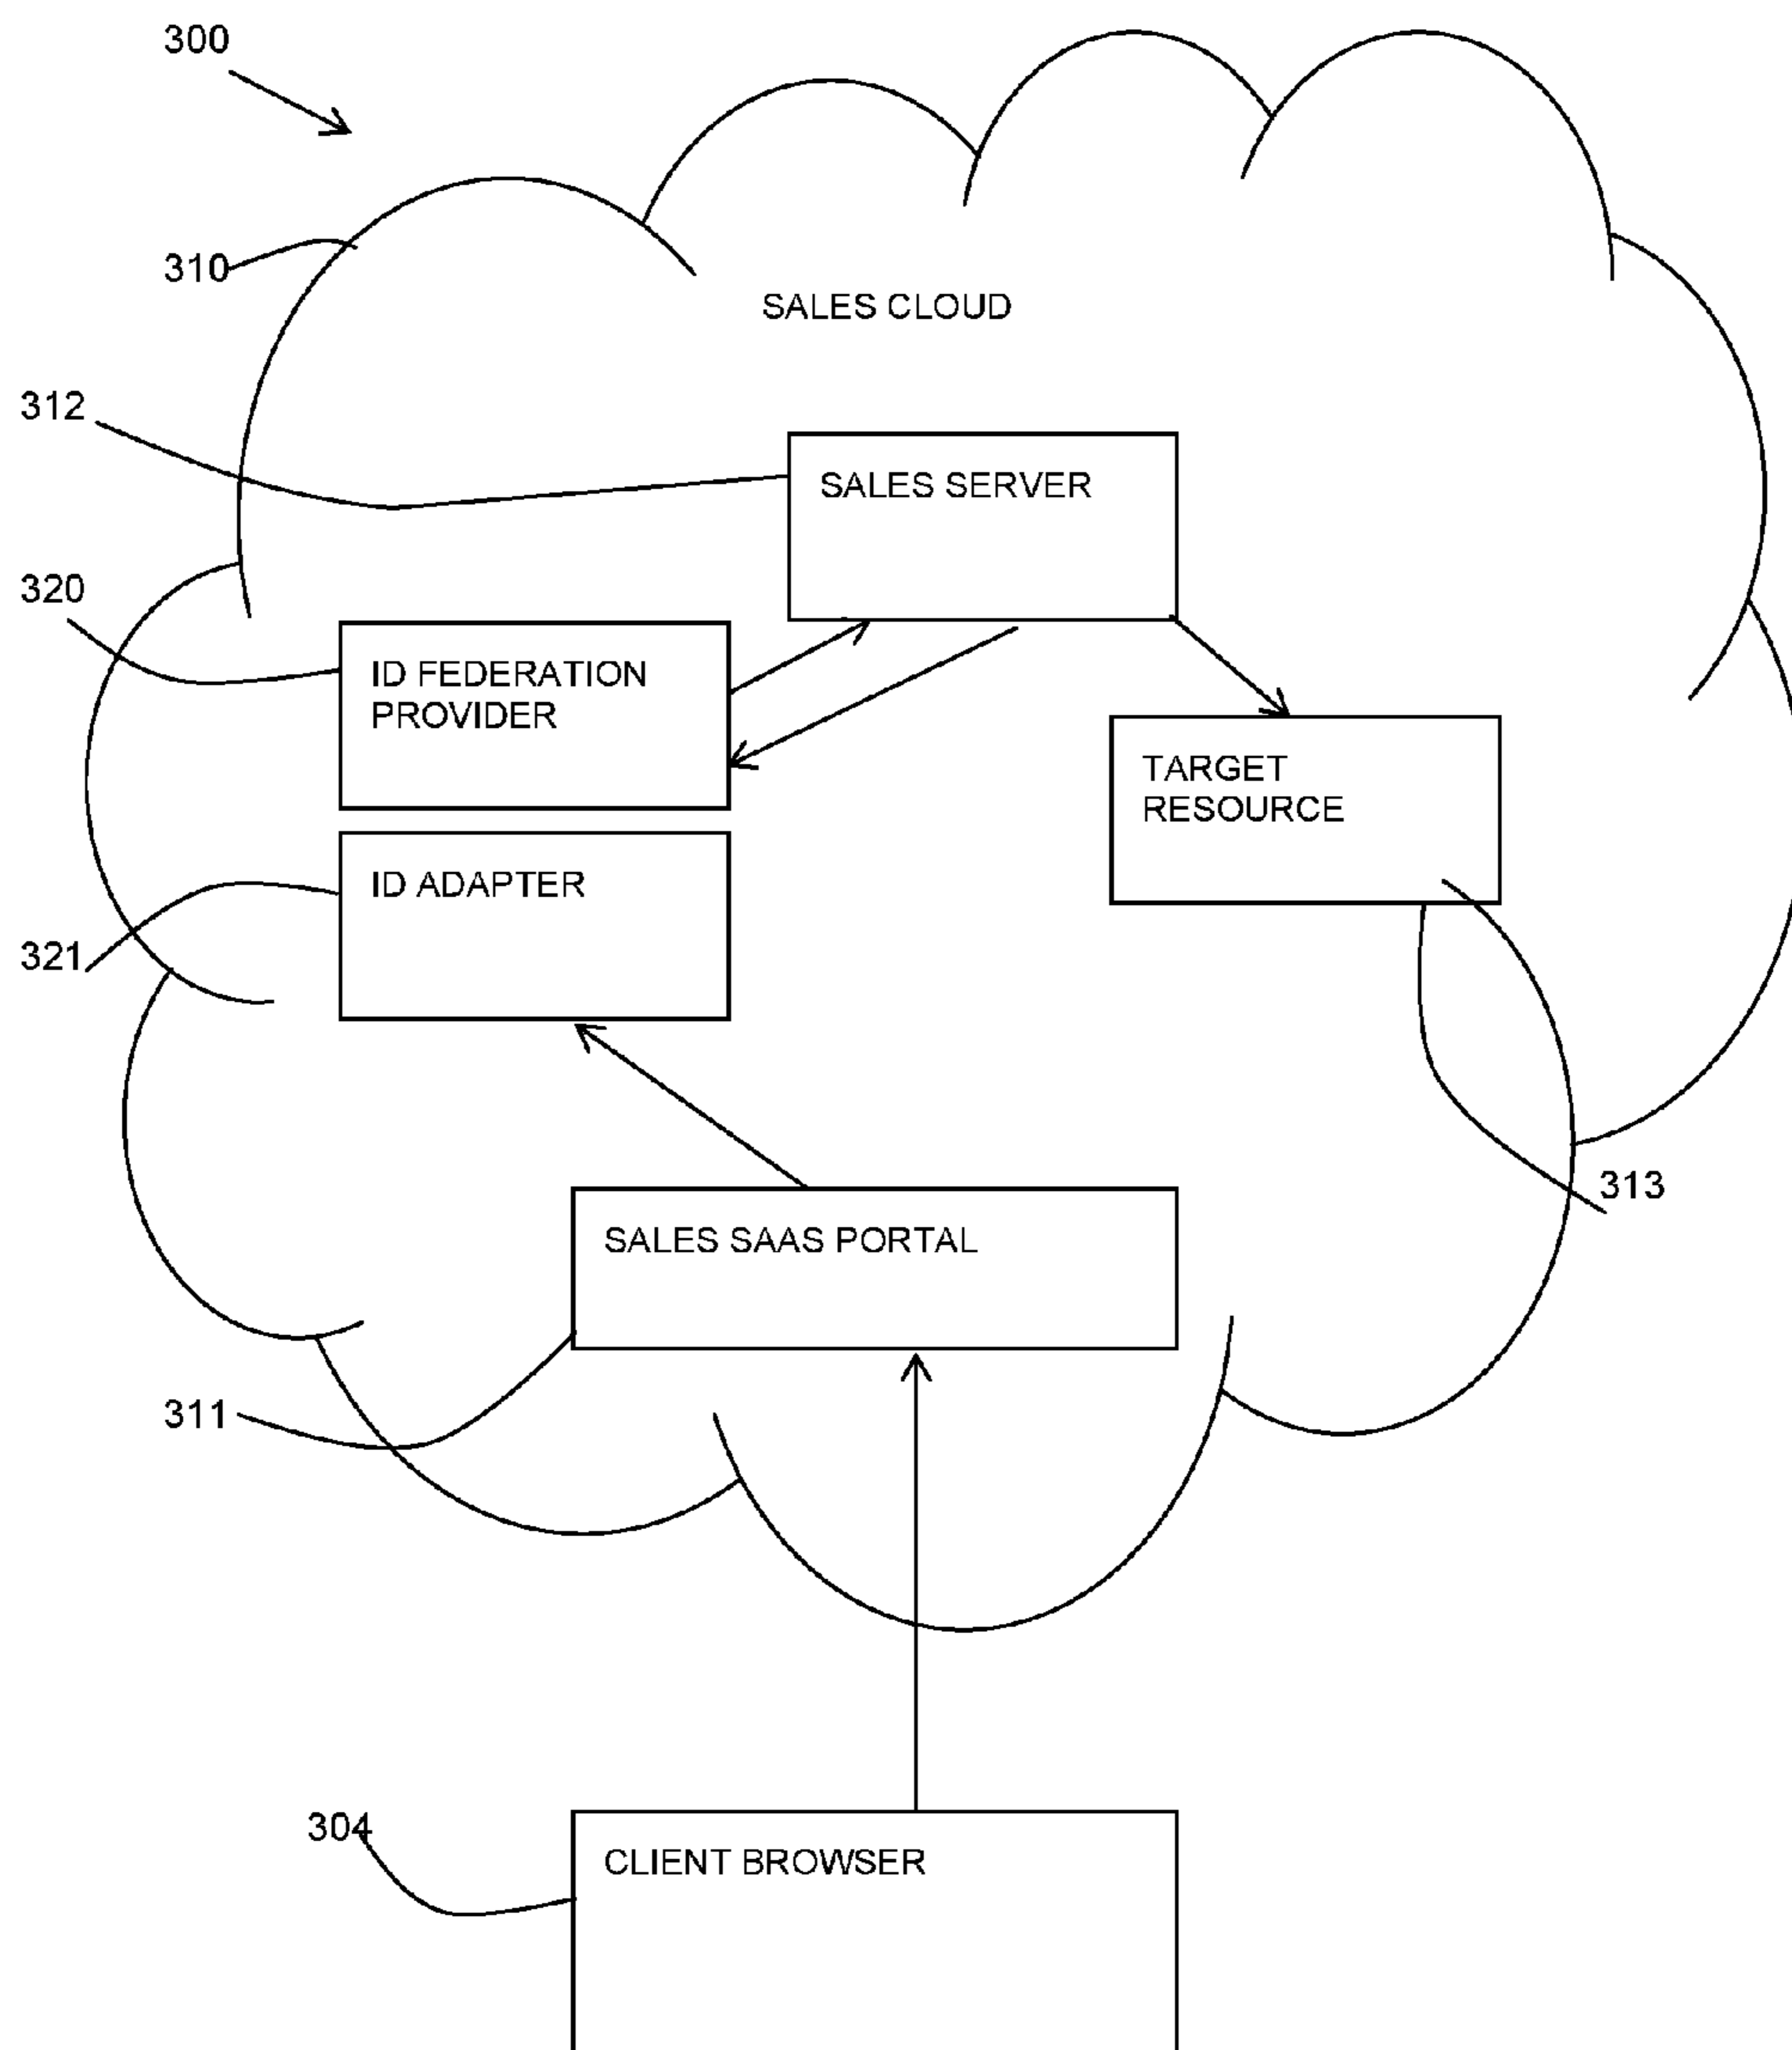 300
310
SALES CLOUD
312
SALES SERVER
320
ID FEDERATION
PROVIDER
TARGET
RESOURCE
ID ADAPTER
321
313
SALES SAAS PORTAL
311
304
CLIENT BROWSER